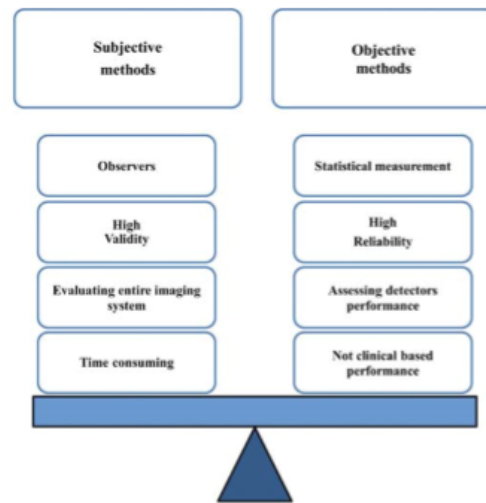 Subjective
methods
Objective
methods
Observers
Statistical measurement
High
Validity
High
Reliability
Evaluating entire imaging
system
Assessing detectors
performance
Time consuming
Not clinical based
performance